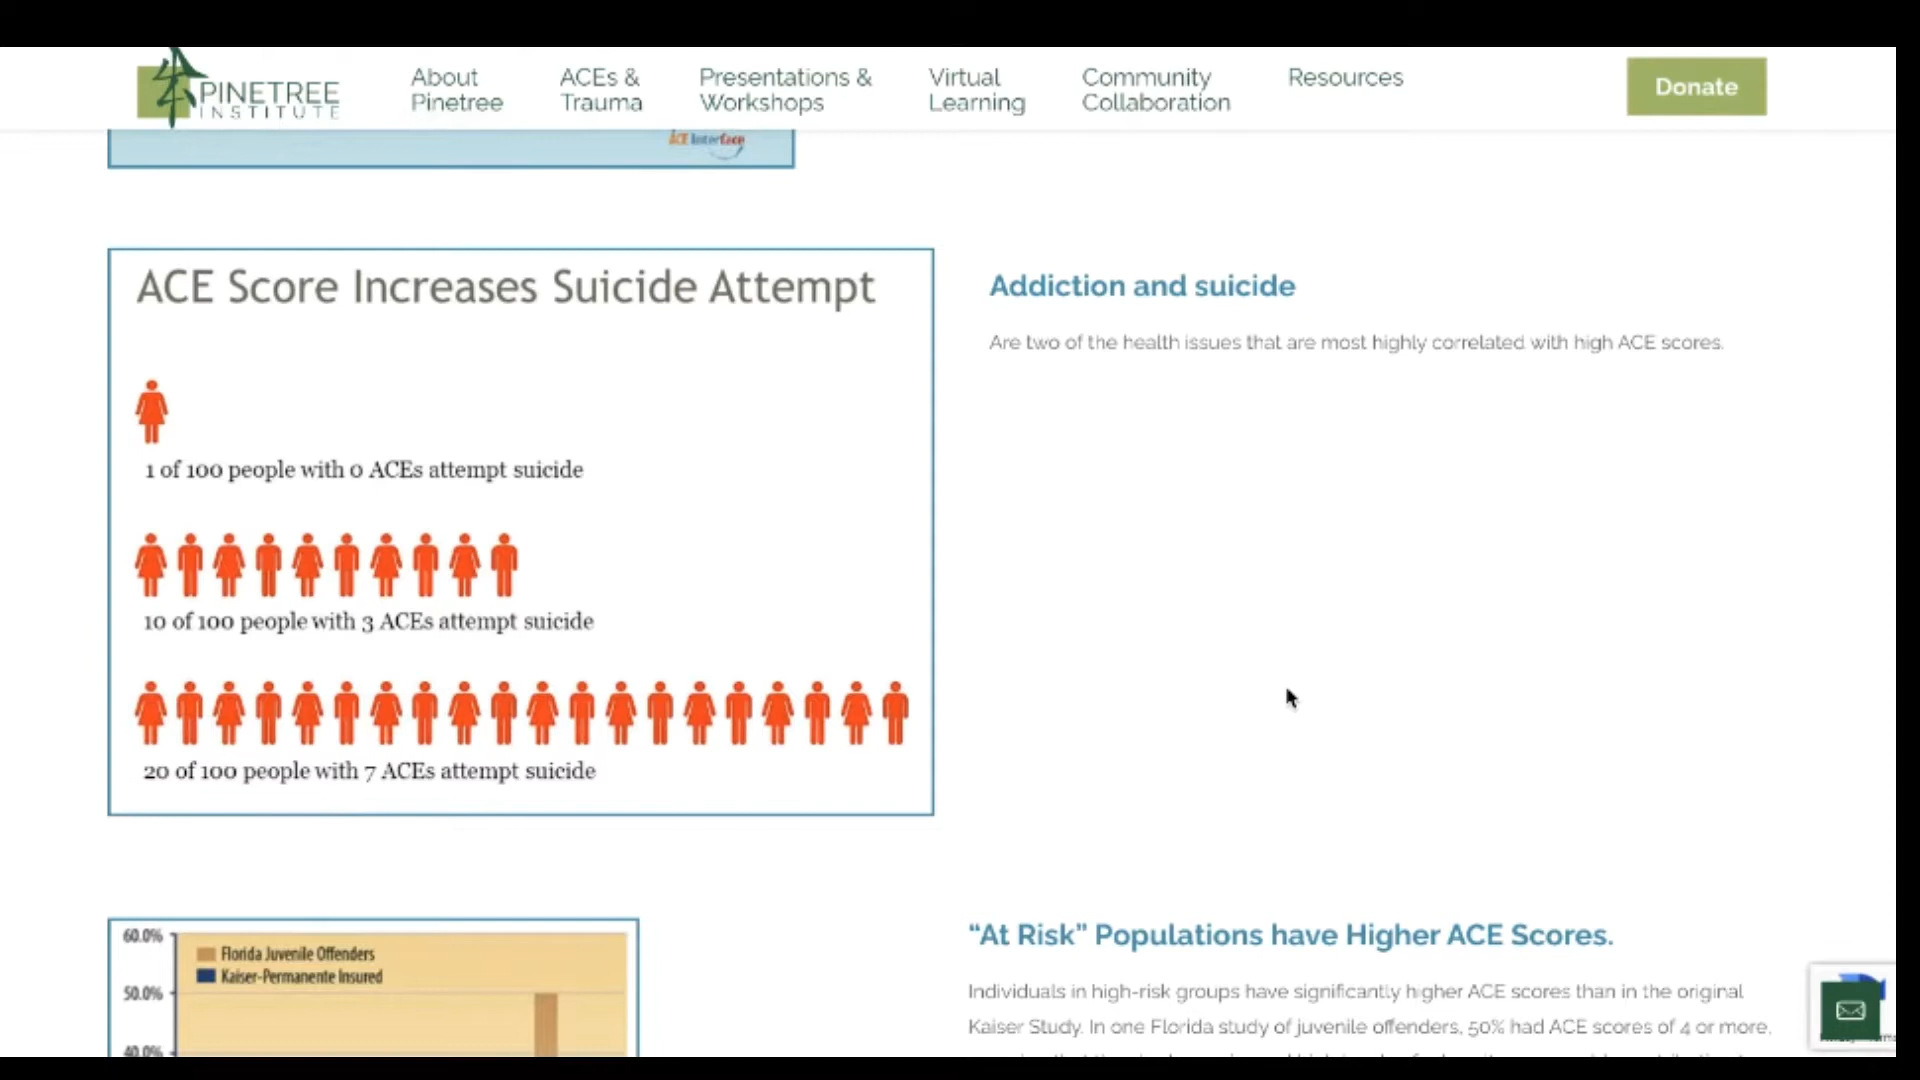 PINETREE
INSTITUTE
About
Pinetree
ACEs &
Trauma
Presentations &
Workshops
Virtual
Learning
Community
Collaboration
Resources
Donate
ACE Interface
ACE Score Increases Suicide Attempt
1 of 100 people with 0 ACEs attempt suicide
10 of 100 people with 3 ACEs attempt suicide
20 of 100 people with 7 ACEs attempt suicide
Addiction and suicide
Are two of the health issues that are most highly correlated with high ACE scores.
60.0%
Florida Juvenile Offenders
Kaiser-Permanente Insured
50.0%
40.0%
“At Risk” Populations have Higher ACE Scores.
Individuals in high-risk groups have significantly higher ACE scores than in the original
Kaiser Study. In one Florida study of juvenile offenders, 50% had ACE scores of 4 or more,